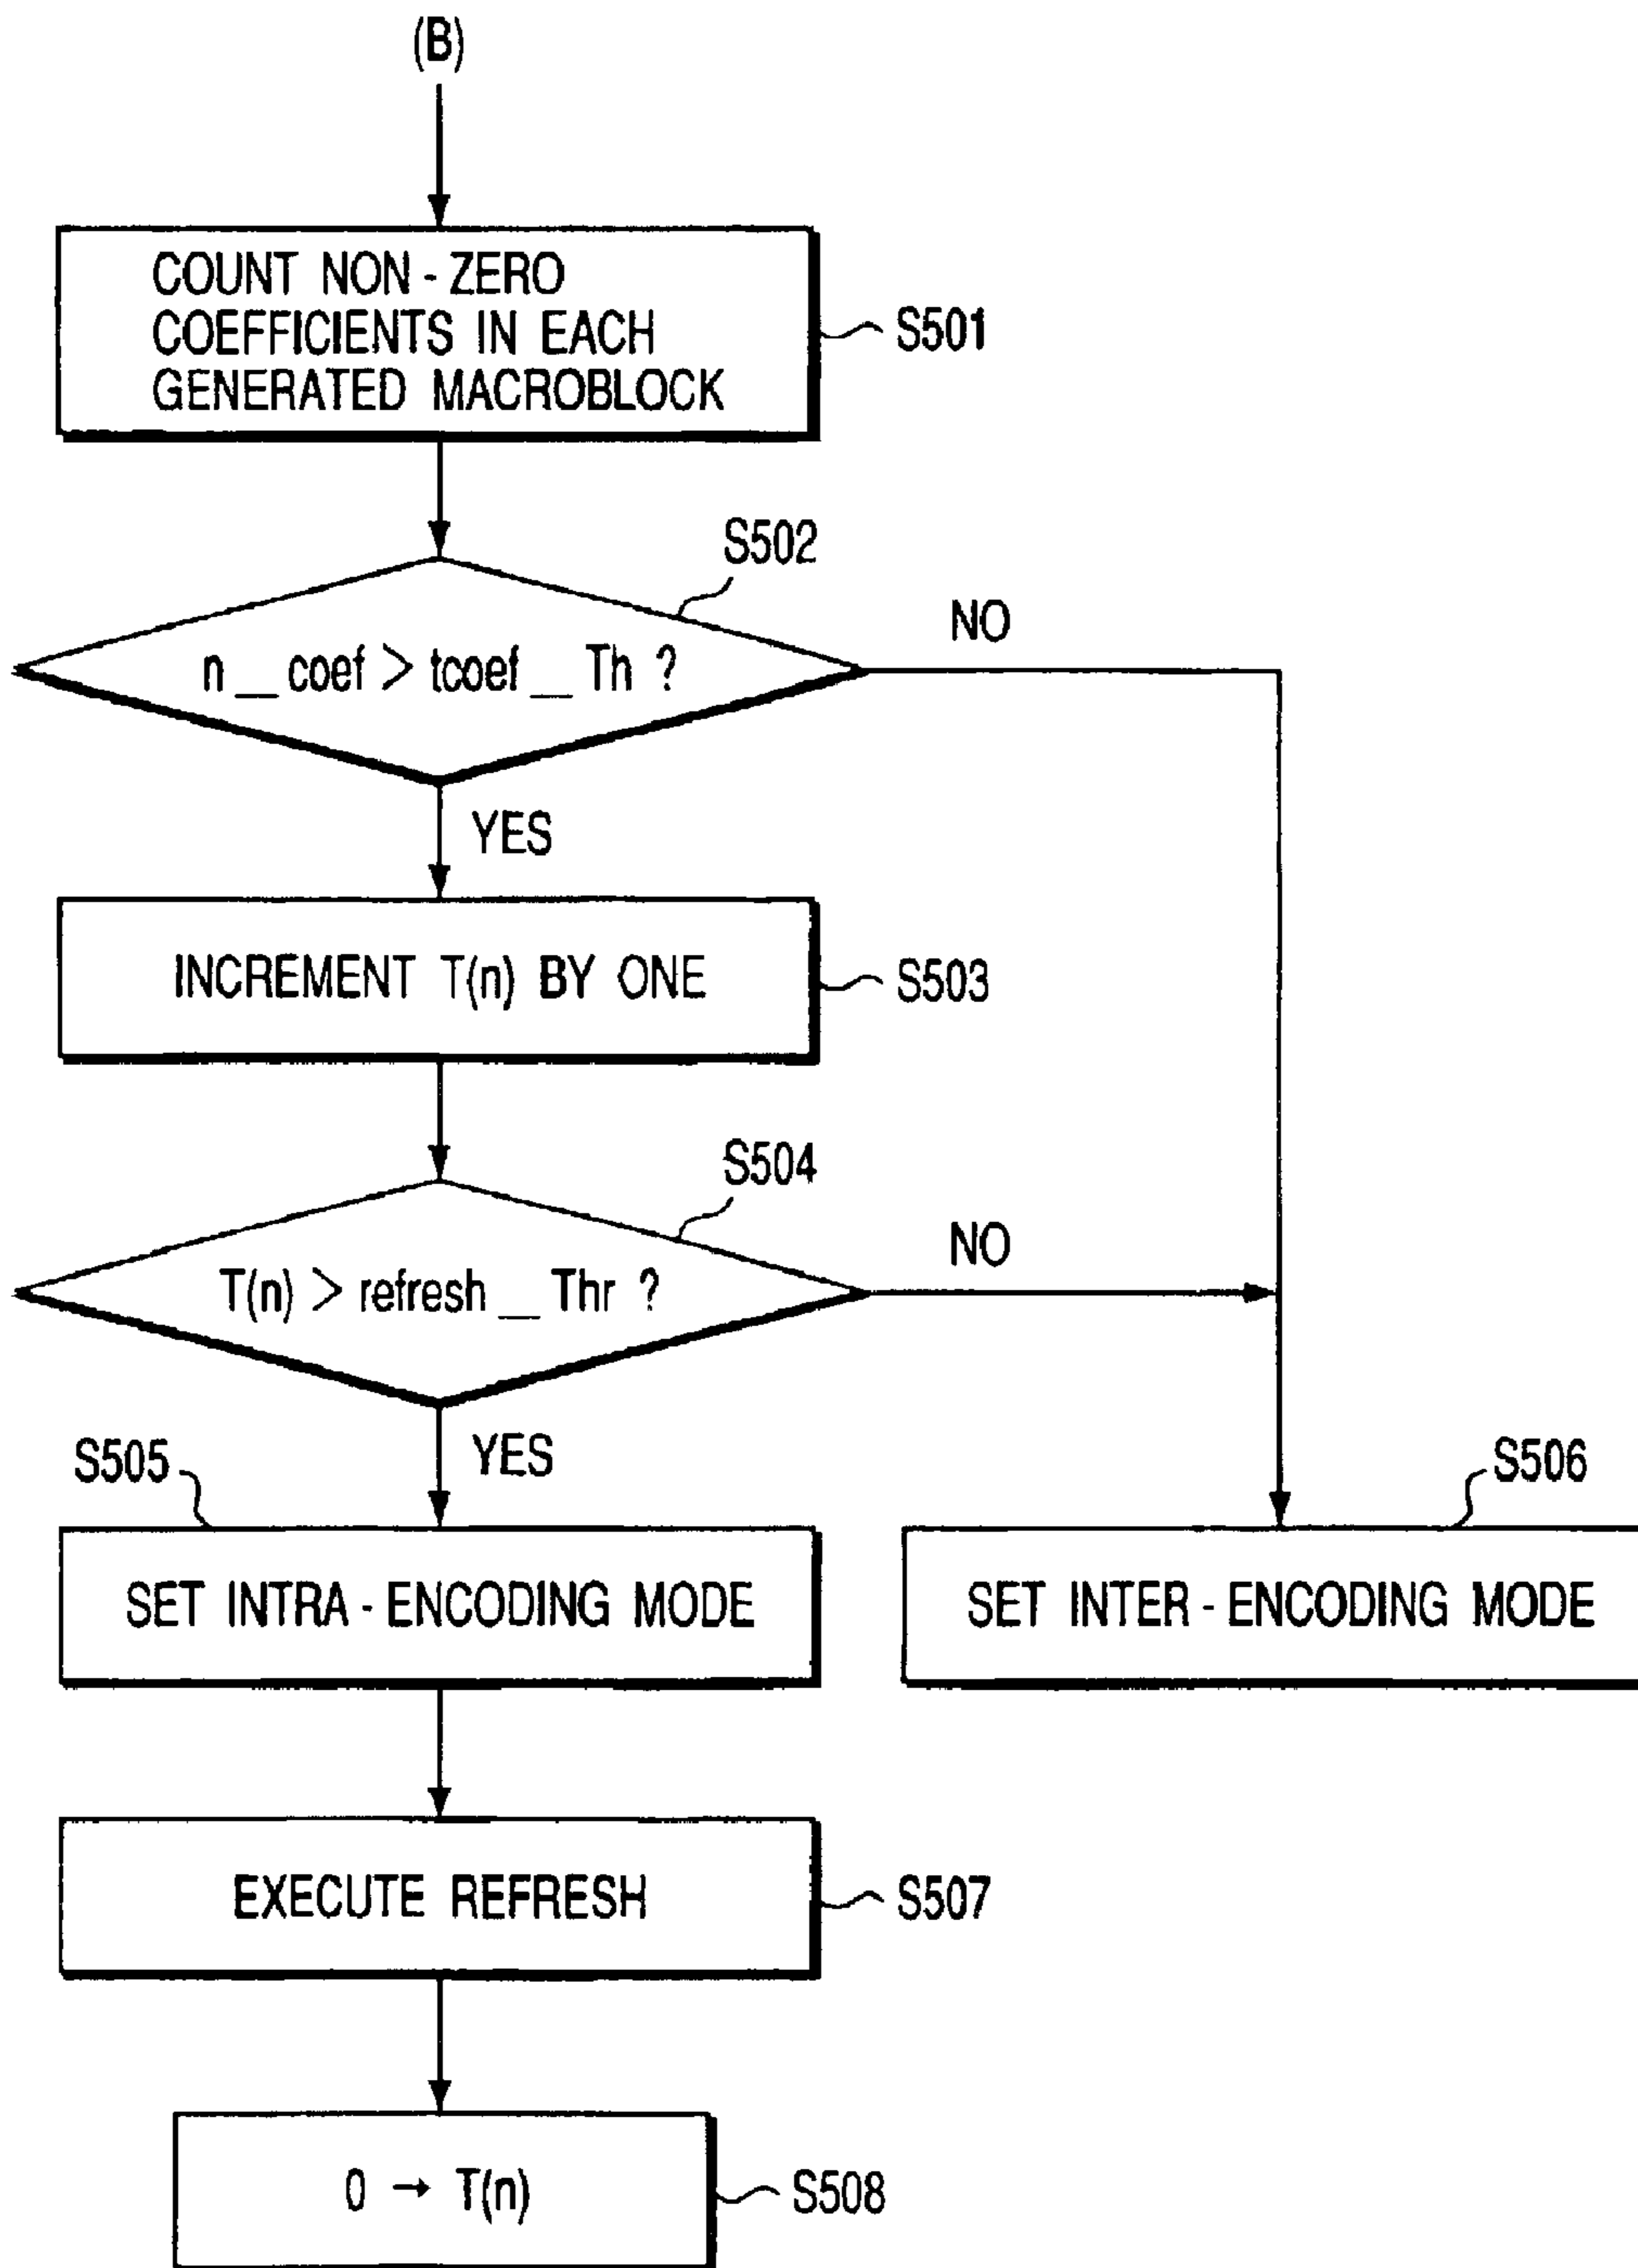 (B)
COUNT NON - ZERO
COEFFICIENTS IN EACH
GENERATED MACROBLOCK
S501
S502
n __ coef > tcoef __ Th ?
NO
YES
INCREMENT T(n) BY ONE
S503
S504
T(n) > refresh __ Thr ?
NO
YES
S505
S506
SET INTRA - ENCODING MODE
SET INTER - ENCODING MODE
EXECUTE REFRESH
S507
0 → T(n)
S508